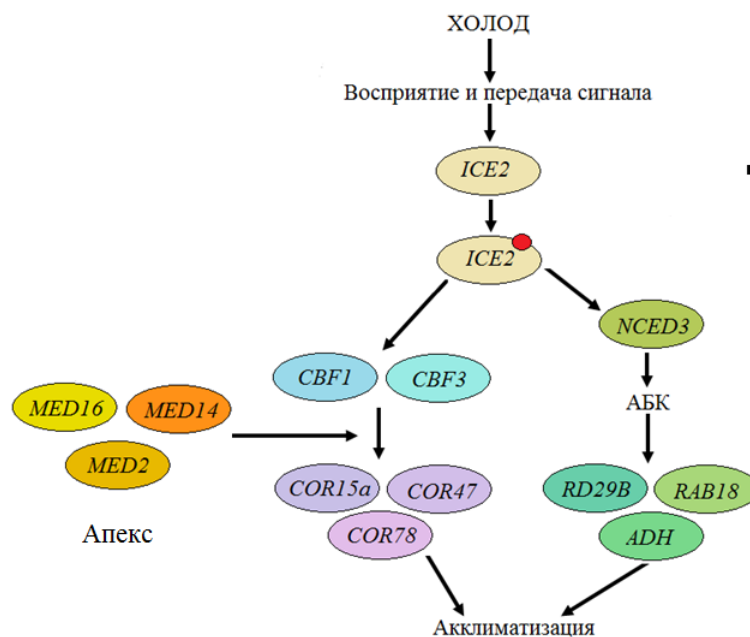 ХОЛОД
Восприятие и передача сигнала
ICE2
ICE2
NCED3
CBF1 CBF3
АБК
MED16 MED14
MED2
COR15a COR47
COR78
RD29B RAB18
ADH
Апекс
Акклиматизация